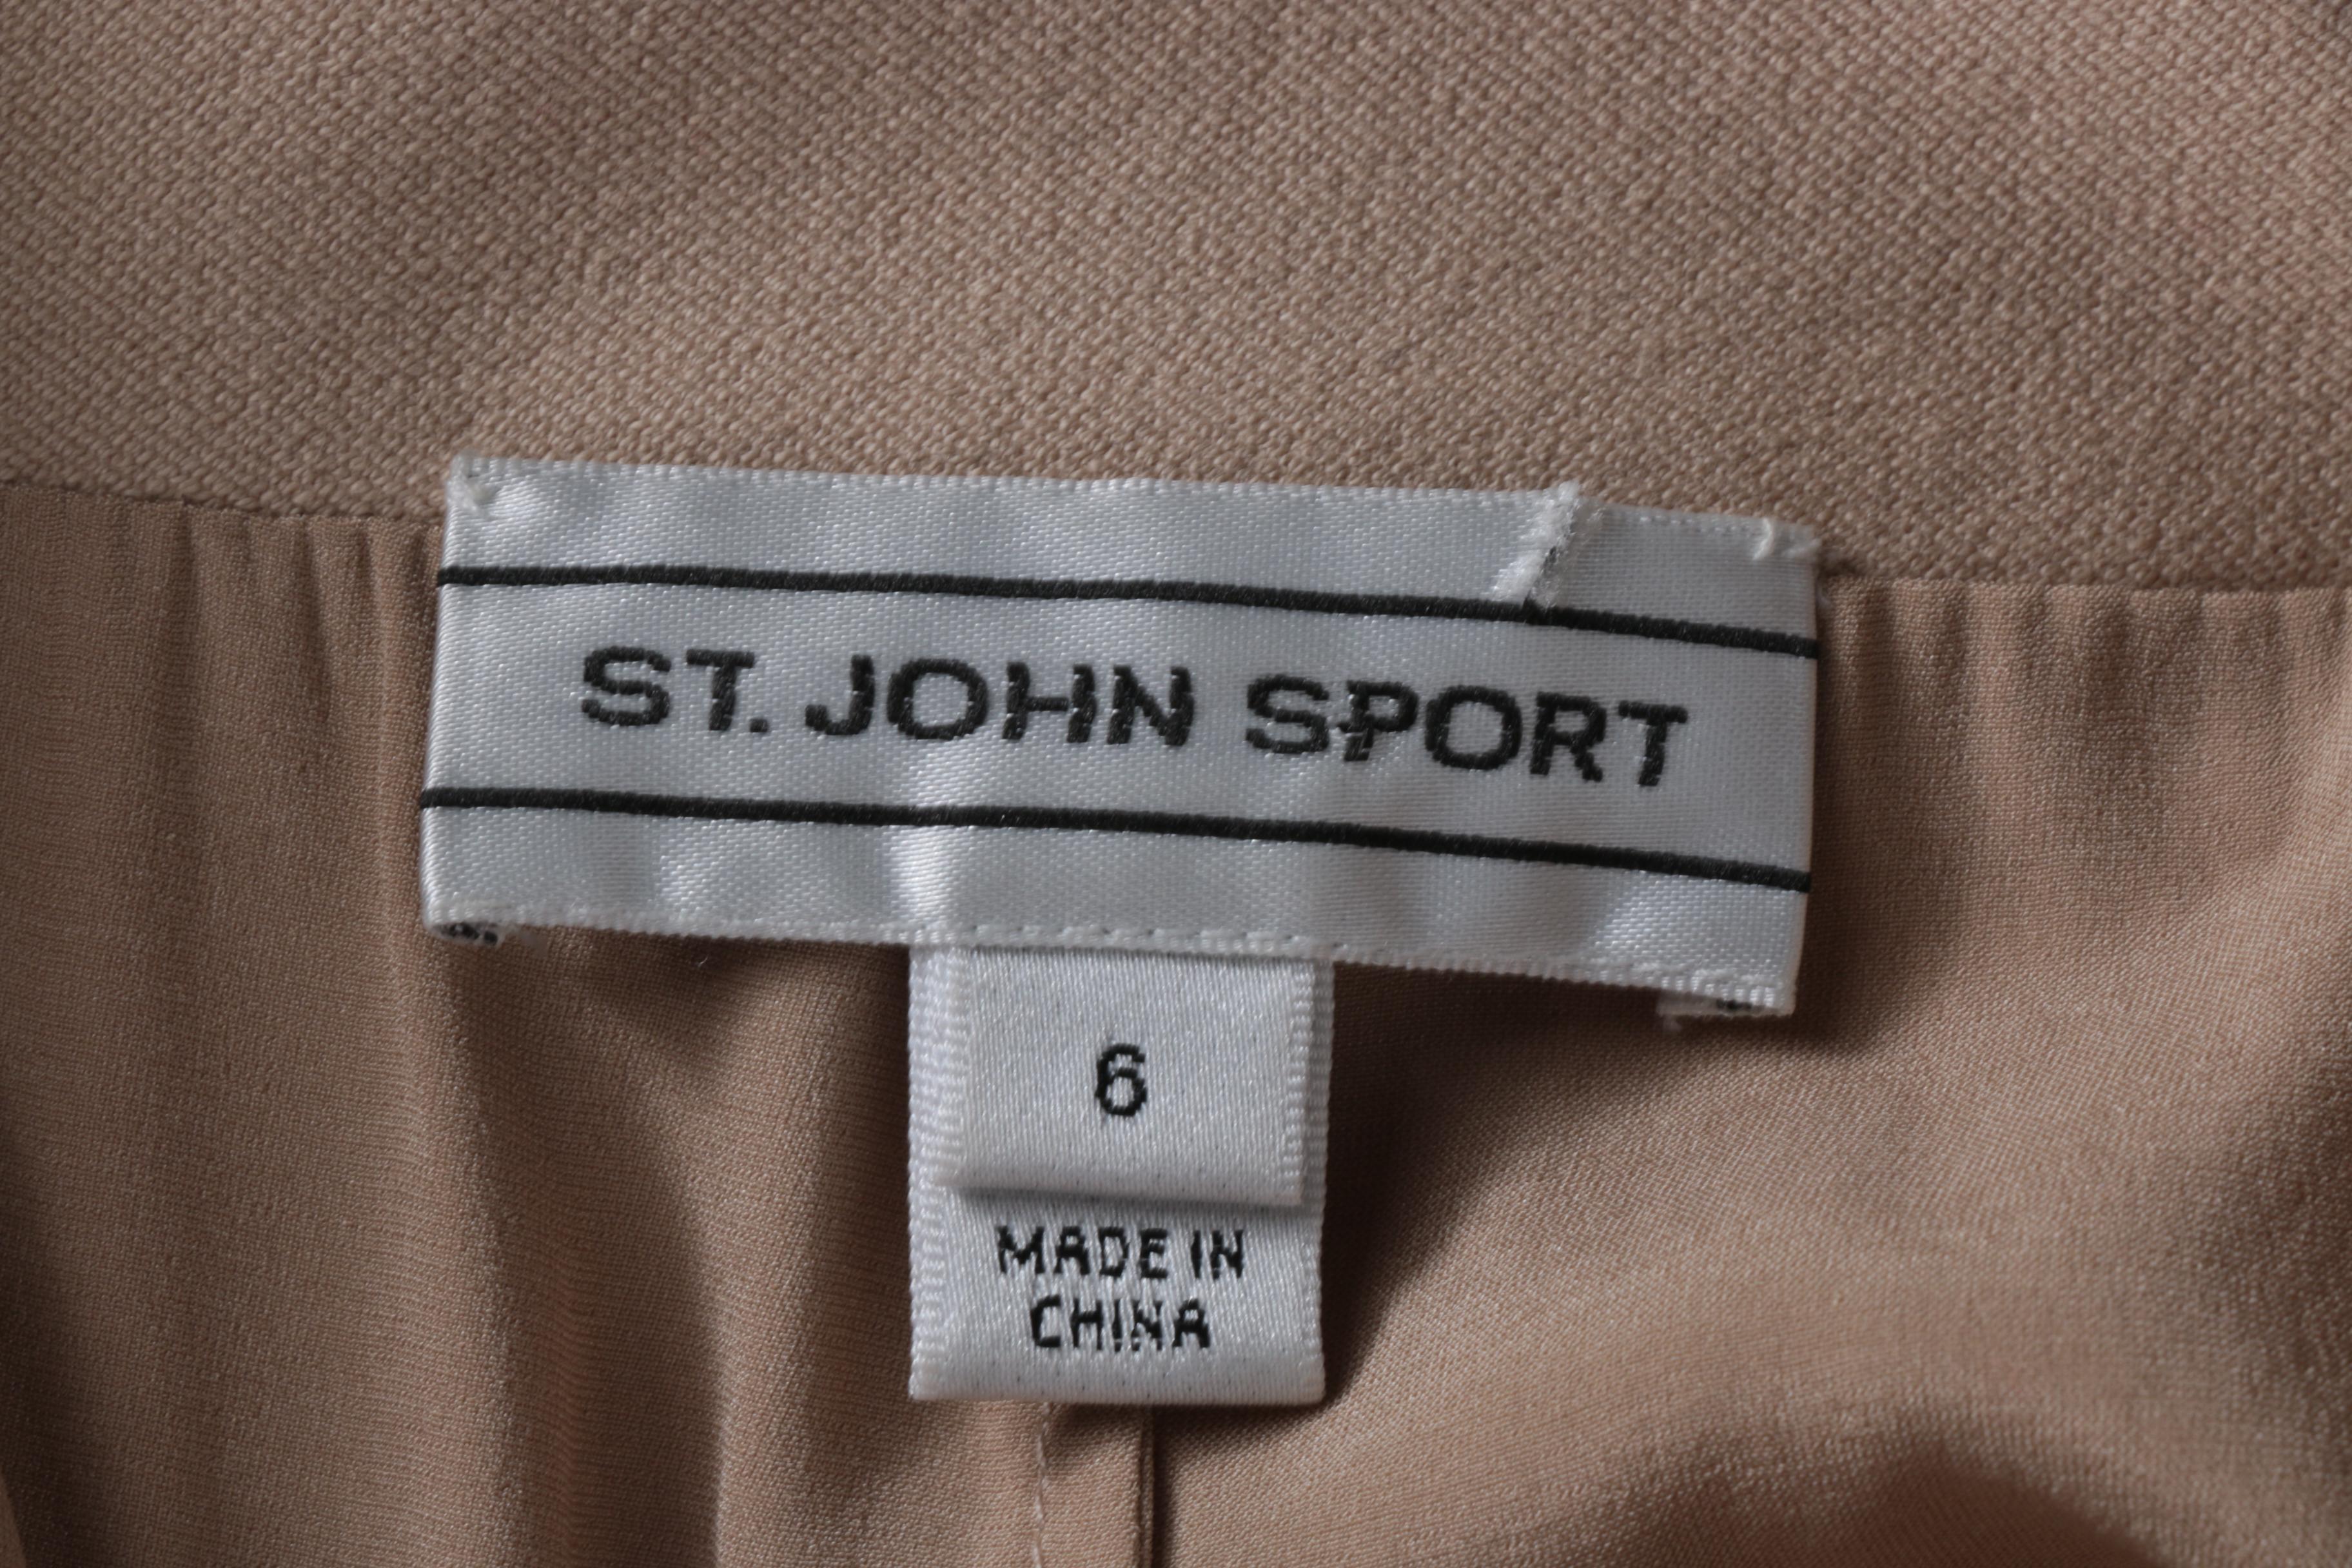 ST. JOHN SPORT
6
MADE IN
CHINA